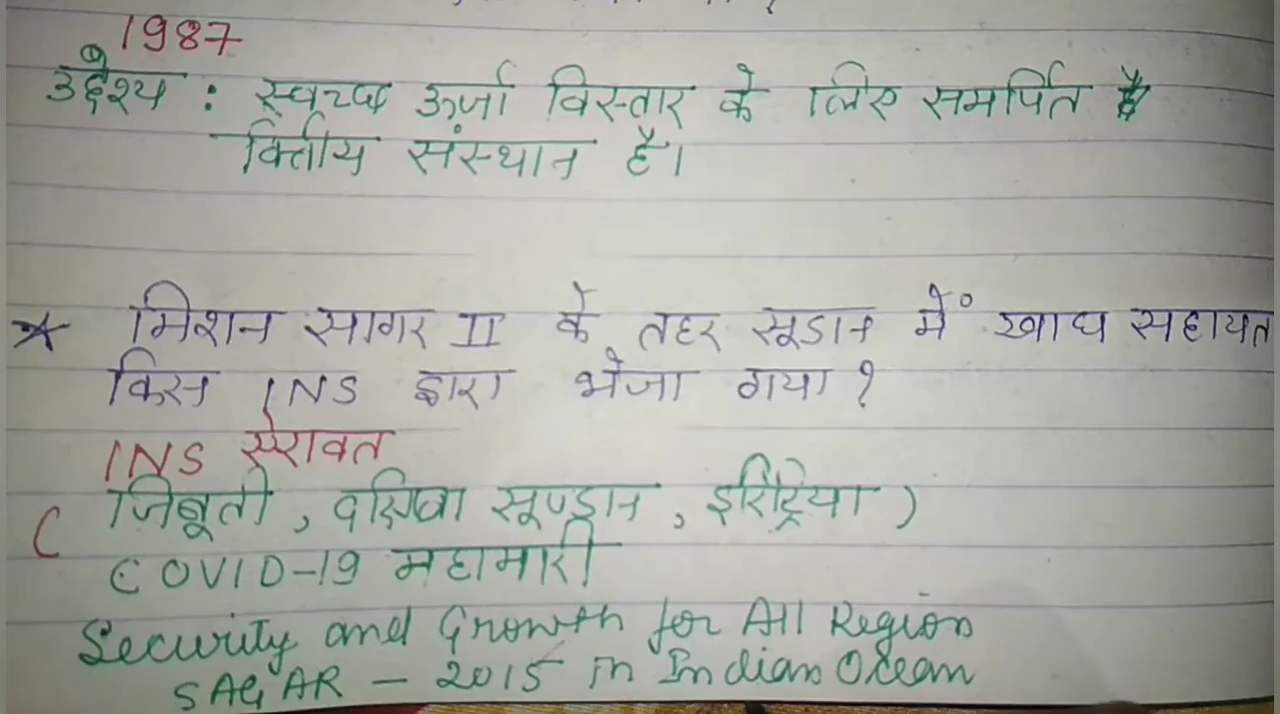 1987
उद्देश्य : स्वच्छ ऊर्जा विस्तार के लिए समर्पित है
वित्तीय संस्थान है।
* मिशन सागर II के तहर सूडान में खाद्य सहायत
किस INS द्वारा भेजा गया ?
INS ऐरावत
( जिबूती , दक्षिण सूण्डान , इरिट्रिया )
COVID-19 महामारी
Security and Growth for All Region
SAGAR - 2015 in Indian Ocean